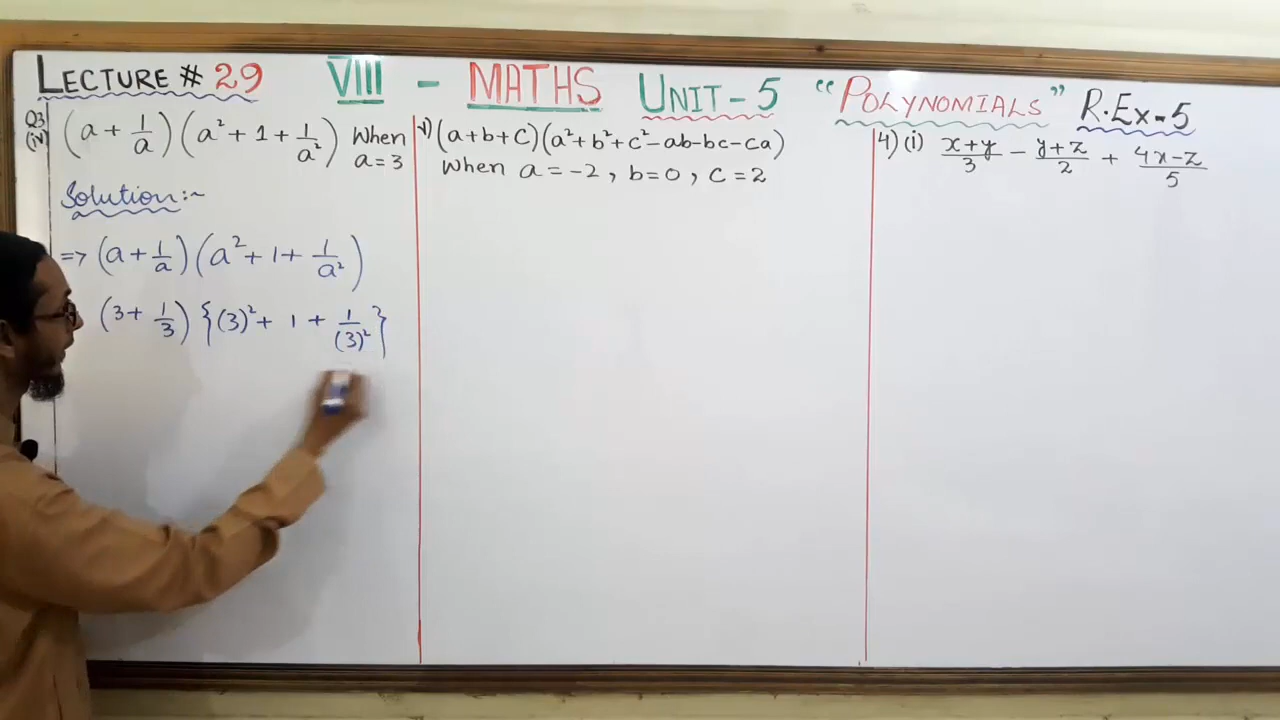 LECTURE # 29 VIII - MATHS UNIT - 5 “POLYNOMIALS” R.Ex-5
Q3 (iv) (a + 1/a) (a² + 1 + 1/a²) When a = 3
Solution:~
=> (a + 1/a) (a² + 1 + 1/a²)
(3 + 1/3) {(3)² + 1 + 1/(3)²}
v) (a+b+c) (a²+b²+c²-ab-bc-ca)
When a = -2, b=0, c = 2
4) (i) x+y/3 - y+z/2 + 4x-z/5